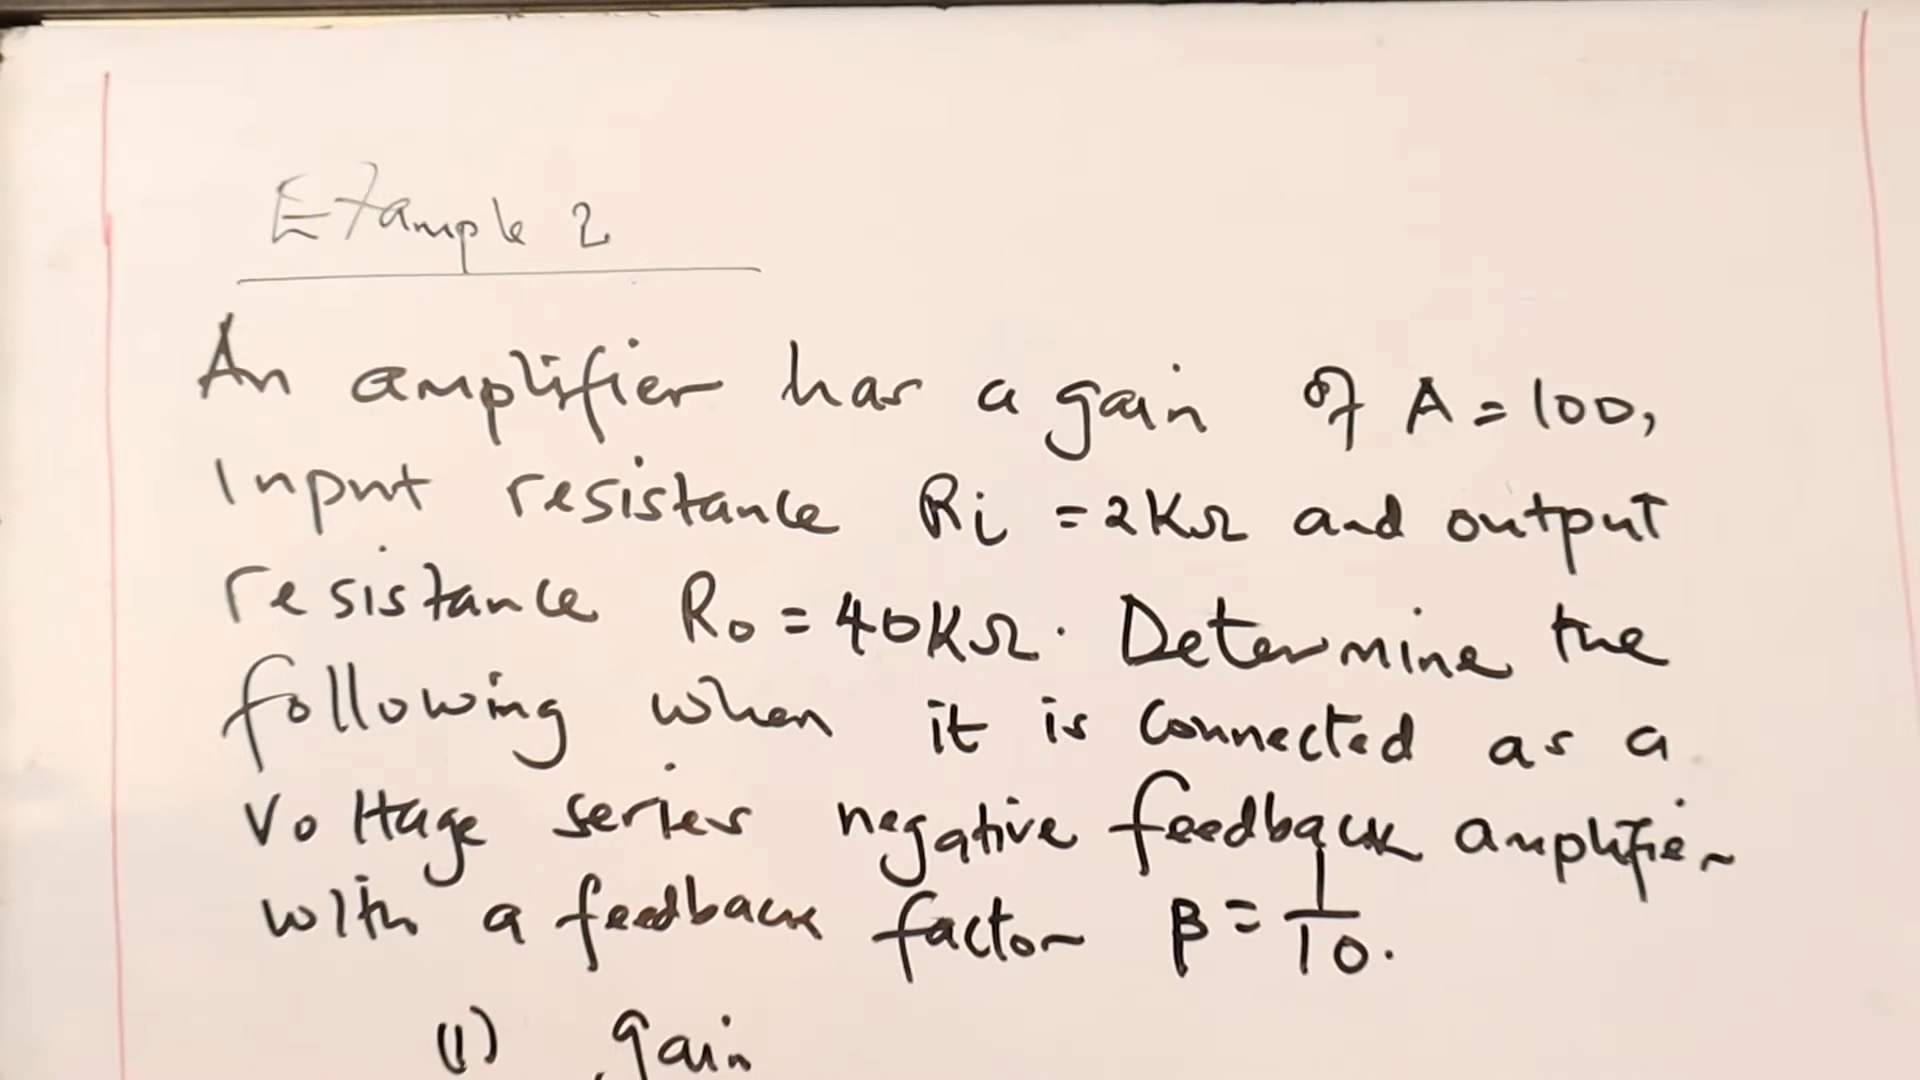 Example 2
An amplifier has a gain of A = 100,
Input resistance Ri = 2KΩ and output
resistance Ro = 40KΩ. Determine the
following when it is connected as a
Voltage series negative feedback amplifier
with a feedback factor β = 1/10.
(1) gain